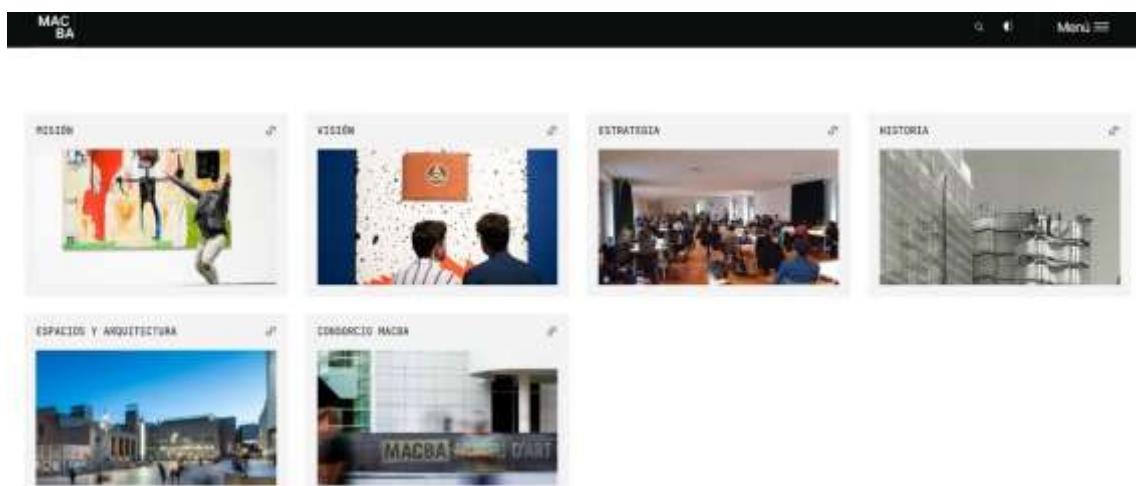 MAC
BA
Menú
MISIÓN
VISIÓN
ESTRATEGIA
HISTORIA
ESPACIOS Y ARQUITECTURA
CONSORCIO MACBA
MACBA D'ART